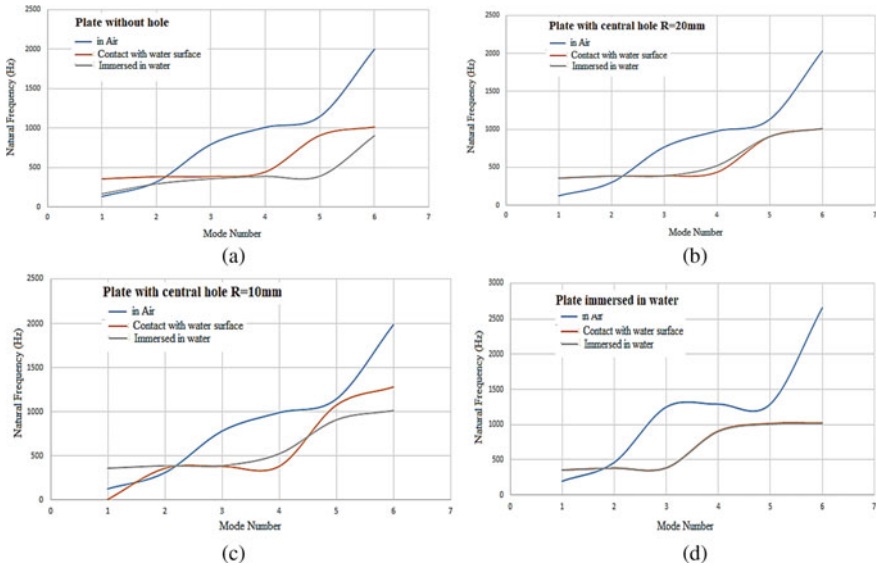 Plate without hole
in Air
Contact with water surface
Immersed in water
Natural Frequency (Hz)
2500
2000
1500
1000
500
0
0 1 2 3 4 5 6 7
Mode Number
(a)
Plate with central hole R=20mm
in Air
Contact with water surface
Immersed in water
Natural Frequency (Hz)
2500
2000
1500
1000
500
0
0 1 2 3 4 5 6 7
Mode Number
(b)
Plate with central hole R=10mm
in Air
Contact with water surface
Immersed in water
Natural Frequency (Hz)
2500
2000
1500
1000
500
0
0 1 2 3 4 5 6 7
Mode Number
(c)
Plate immersed in water
in Air
Contact with water surface
Immersed in water
Natural Frequency (Hz)
3000
2500
2000
1500
1000
500
0
0 1 2 3 4 5 6 7
Mode Number
(d)